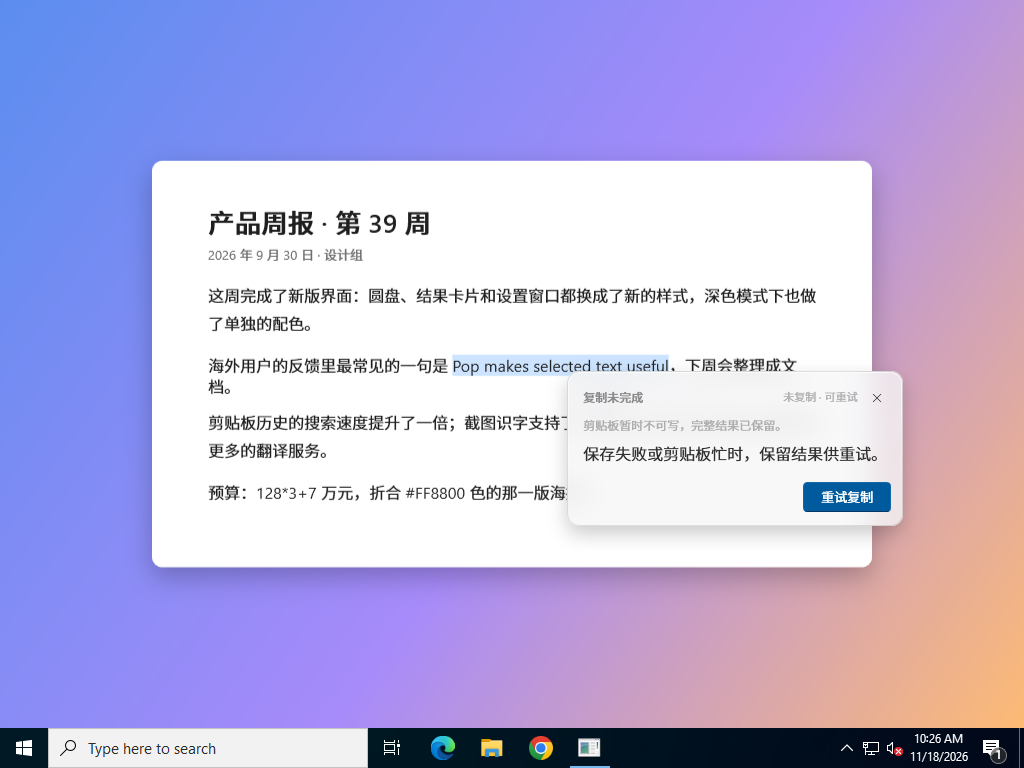 产品周报 · 第 39 周
2026 年 9 月 30 日 · 设计组
这周完成了新版界面：圆盘、结果卡片和设置窗口都换成了新的样式，深色模式下也做
了单独的配色。
海外用户的反馈里最常见的一句是 Pop makes selected text useful，下周会整理成文
档。
剪贴板历史的搜索速度提升了一倍；截图识字支持了
更多的翻译服务。
预算：128*3+7 万元，折合 #FF8800 色的那一版海
复制未完成
未复制 · 可重试
剪贴板暂时不可写，完整结果已保留。
保存失败或剪贴板忙时，保留结果供重试。
重试复制
Type here to search
10:26 AM
11/18/2026
1